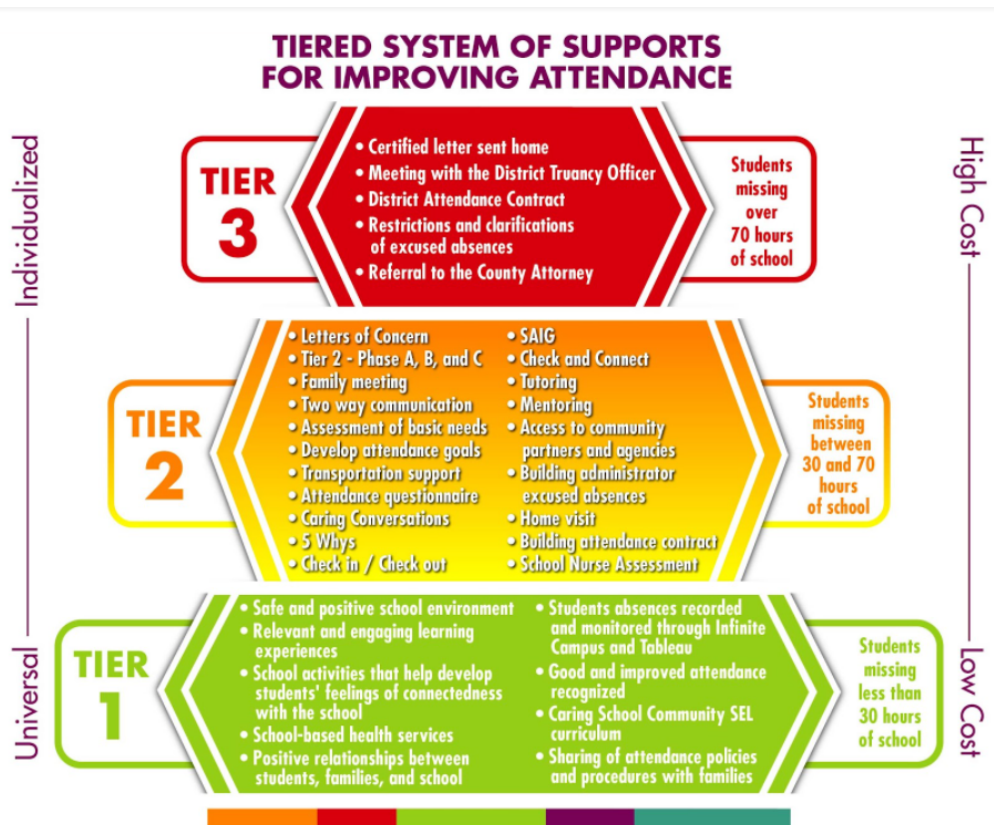 TIERED SYSTEM OF SUPPORTS
FOR IMPROVING ATTENDANCE
Individualized
Universal
High Cost
Low Cost
TIER
3
• Certified letter sent home
• Meeting with the District Truancy Officer
• District Attendance Contract
• Restrictions and clarifications
of excused absences
• Referral to the County Attorney
Students
missing
over
70 hours
of school
TIER
2
• Letters of Concern
• Tier 2 - Phase A, B, and C
• Family meeting
• Two way communication
• Assessment of basic needs
• Develop attendance goals
• Transportation support
• Attendance questionnaire
• Caring Conversations
• 5 Whys
• Check in / Check out
• SAIG
• Check and Connect
• Tutoring
• Mentoring
• Access to community
partners and agencies
• Building administrator
excused absences
• Home visit
• Building attendance contract
• School Nurse Assessment
Students
missing
between
30 and 70
hours
of school
TIER
1
• Safe and positive school environment
• Relevant and engaging learning
experiences
• School activities that help develop
students' feelings of connectedness
with the school
• School-based health services
• Positive relationships between
students, families, and school
• Students absences recorded
and monitored through Infinite
Campus and Tableau
• Good and improved attendance
recognized
• Caring School Community SEL
curriculum
• Sharing of attendance policies
and procedures with families
Students
missing
less than
30 hours
of school